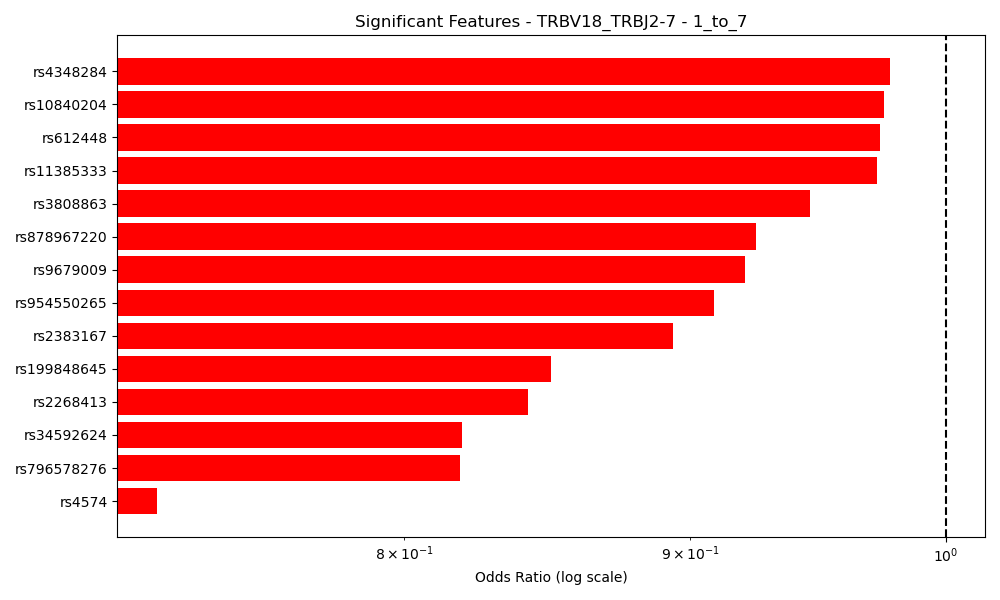 Significant Features - TRBV18_TRBJ2-7 - 1_to_7
rs4348284
rs10840204
rs612448
rs11385333
rs3808863
rs878967220
rs9679009
rs954550265
rs2383167
rs199848645
rs2268413
rs34592624
rs796578276
rs4574
8 × 10⁻¹ 9 × 10⁻¹ 10⁰
Odds Ratio (log scale)